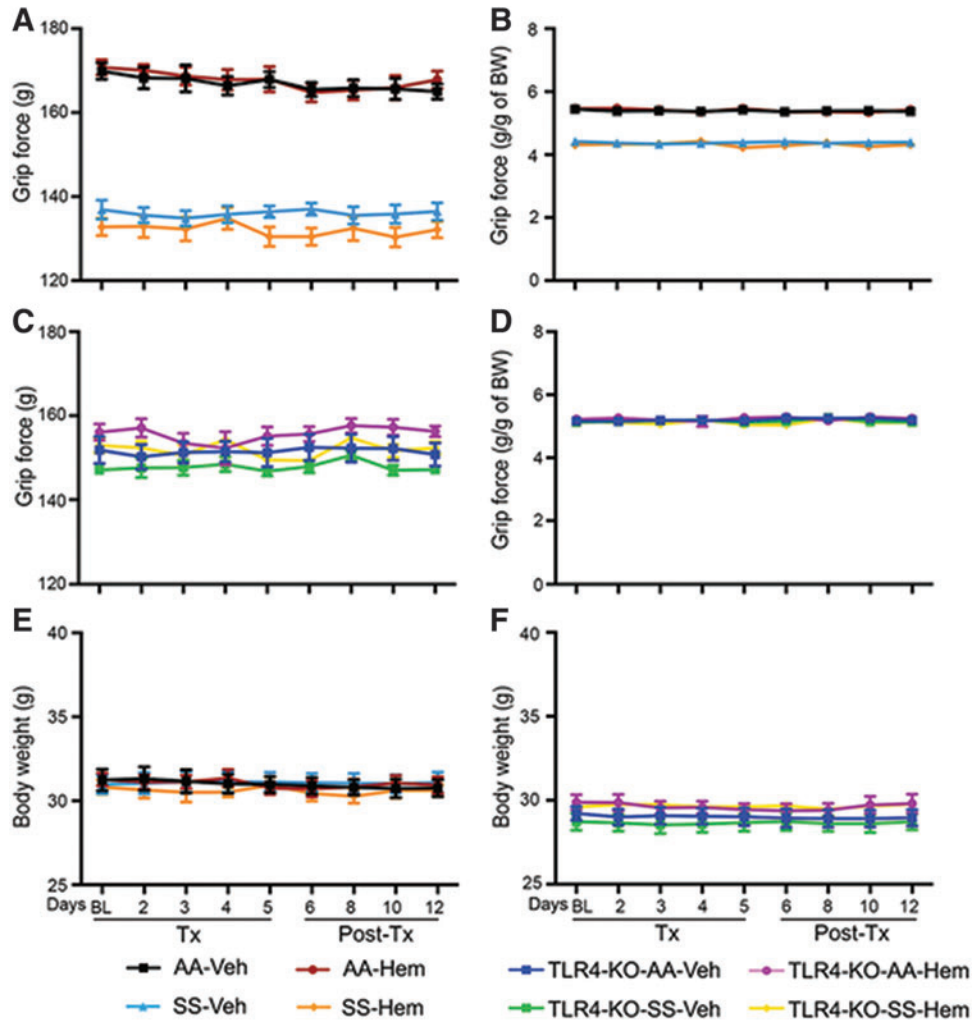 A
180
160
140
120
Grip force (g)
B
8
6
4
2
0
Grip force (g/g of BW)
C
180
160
140
120
Grip force (g)
D
8
6
4
2
0
Grip force (g/g of BW)
E
40
35
30
25
Body weight (g)
F
40
35
30
25
Body weight (g)
Days BL 2 3 4 5 6 8 10 12
Tx Post-Tx
Days BL 2 3 4 5 6 8 10 12
Tx Post-Tx
AA-Veh AA-Hem
SS-Veh SS-Hem
TLR4-KO-AA-Veh TLR4-KO-AA-Hem
TLR4-KO-SS-Veh TLR4-KO-SS-Hem